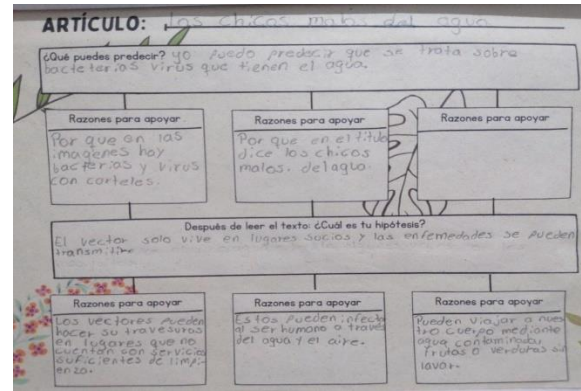 ARTÍCULO: Los chicos malos del agua
¿Qué puedes predecir? yo puedo predecir que se trata sobre
bacteterias virus que tienen el agua.
Razones para apoyar
Por que en las
imagenes hay
bacterias y virus
con carteles.
Razones para apoyar
Por que en el titulo
dice los chicos
malos. del agua.
Razones para apoyar
Después de leer el texto: ¿Cuál es tu hipótesis?
El vector solo vive en lugares sucios y las enfemedades se pueden
transmitir
Razones para apoyar
Los vectores pueden
hacer su travesuras
en lugares que no
cuentan con servicios
suficientes de limpi-
enza.
Razones para apoyar
Estos pueden infecta
al ser humano a traves
del agua y el aire.
Razones para apoyar
Pueden viajar a nues
tro cuerpo mediante
agua contaminada,
frutas o verduras sin
lavar.